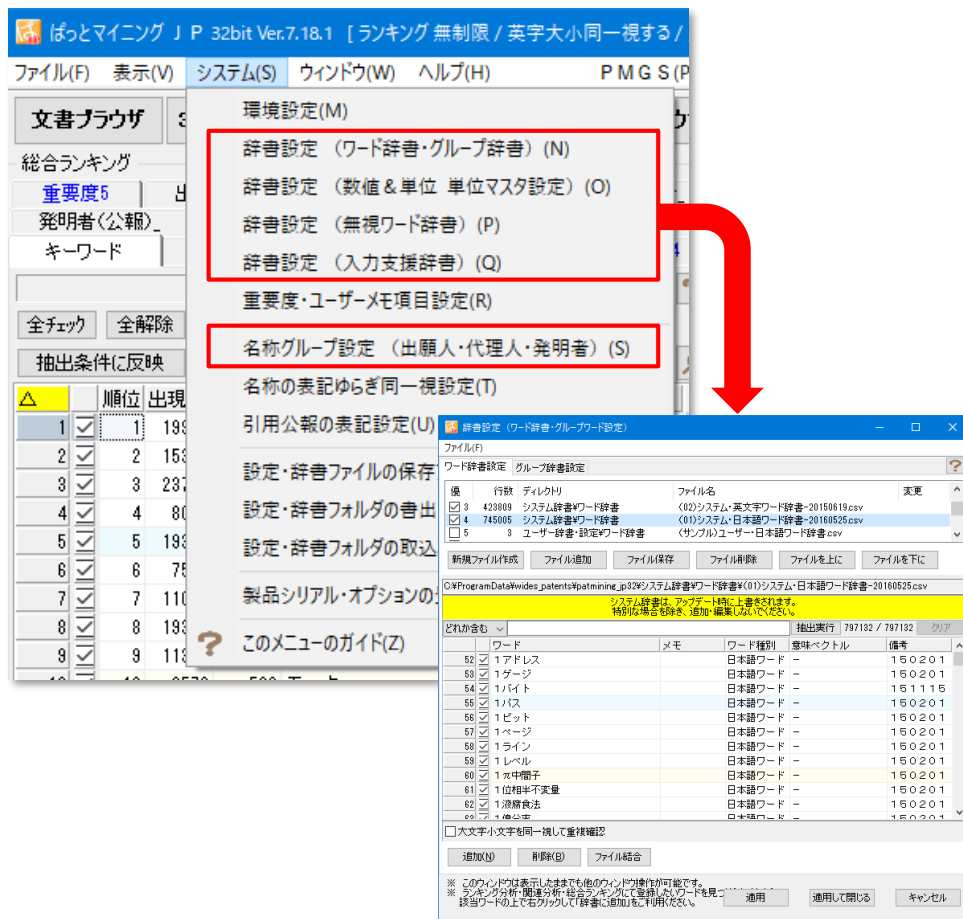 ぱっとマイニング J P 32bit Ver.7.18.1 [ ランキング 無制限 / 英字大小同一視する /
ファイル(F) 表示(V) システム(S) ウィンドウ(W) ヘルプ(H) P M G S (P
文書ブラウザ 3
総合ランキング
重要度5 出
発明者(公報)_
キーワード
全チェック 全解除
抽出条件に反映
△ 順位 出現
1 1 199
2 2 153
3 3 237
4 4 80
5 5 193
6 6 75
7 7 110
8 8 193
9 9 113
環境設定(M)
辞書設定 (ワード辞書・グループ辞書) (N)
辞書設定 (数値&単位 単位マスタ設定) (O)
辞書設定 (無視ワード辞書) (P)
辞書設定 (入力支援辞書) (Q)
重要度・ユーザーメモ項目設定(R)
名称グループ設定 (出願人・代理人・発明者) (S)
名称の表記ゆらぎ同一視設定(T)
引用公報の表記設定(U)
設定・辞書ファイルの保存
設定・辞書フォルダの書出
設定・辞書フォルダの取込
製品シリアル・オプションの
このメニューのガイド(Z)
辞書設定 (ワード辞書・グループワード設定)
ファイル(F)
ワード辞書設定 グループ辞書設定
優 行数 ディレクトリ ファイル名 変更
3 423809 システム辞書¥ワード辞書 (02)システム・英文字ワード辞書-20150619.csv
4 745005 システム辞書¥ワード辞書 (01)システム・日本語ワード辞書-20160525.csv
5 3 ユーザー辞書・設定¥ワード辞書 (サンプル)ユーザー・日本語ワード辞書.csv
新規ファイル作成 ファイル追加 ファイル保存 ファイル削除 ファイルを上に ファイルを下に
C:¥ProgramData¥wides_patents¥patmining_jp32¥システム辞書¥ワード辞書¥(01)システム・日本語ワード辞書-20160525.csv
システム辞書は、アップデート時に上書きされます。
特別な場合を除き、追加・編集しないでください。
どれか含む 抽出実行 797132 / 797132 クリア
ワード メモ ワード種別 意味ベクトル 備考
52 1アドレス 日本語ワード - 150201
53 1ゲージ 日本語ワード - 150201
54 1バイト 日本語ワード - 151115
55 1パス 日本語ワード - 150201
56 1ビット 日本語ワード - 150201
57 1ページ 日本語ワード - 150201
58 1ライン 日本語ワード - 150201
59 1レベル 日本語ワード - 150201
60 1π中間子 日本語ワード - 150201
61 1位相半不変量 日本語ワード - 150201
62 1液腐食法 日本語ワード - 150201
大文字小文字を同一視して重複確認
追加(N) 削除(B) ファイル結合
※ このウィンドウは表示したままでも他のウィンドウ操作が可能です。
※ ランキング分析・関連分析・総合ランキングにて登録したいワードを見つ
該当ワードの上で右クリックして「辞書に追加」をご利用ください。
適用 適用して閉じる キャンセル